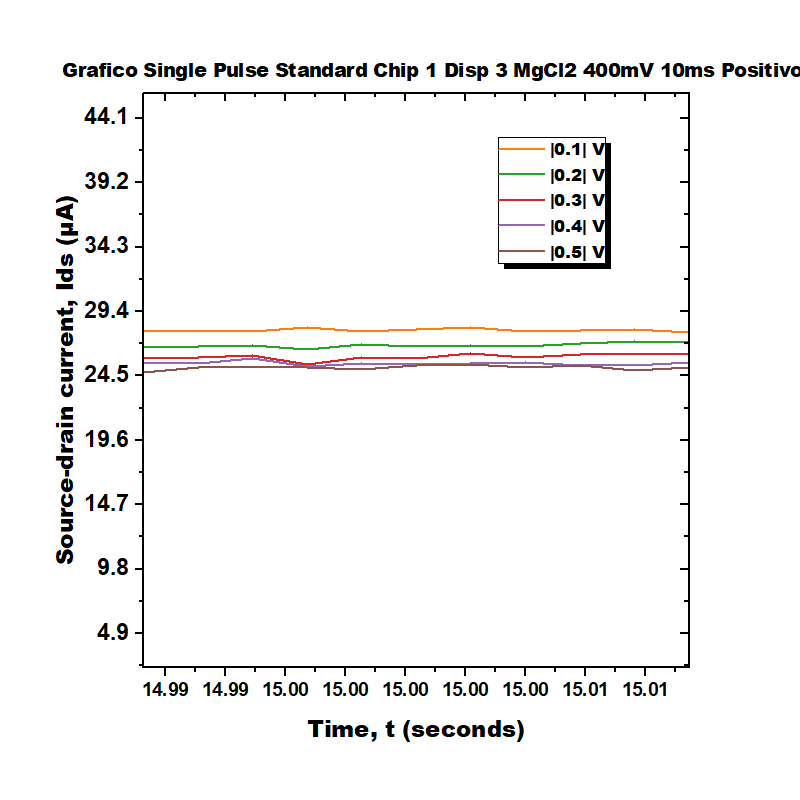 Grafico Single Pulse Standard Chip 1 Disp 3 MgCl2 400mV 10ms Positivo
44.1
39.2
34.3
29.4
24.5
19.6
14.7
9.8
4.9
Source-drain current, Ids (µA)
|0.1| V
|0.2| V
|0.3| V
|0.4| V
|0.5| V
14.99 14.99 15.00 15.00 15.00 15.00 15.00 15.01 15.01
Time, t (seconds)